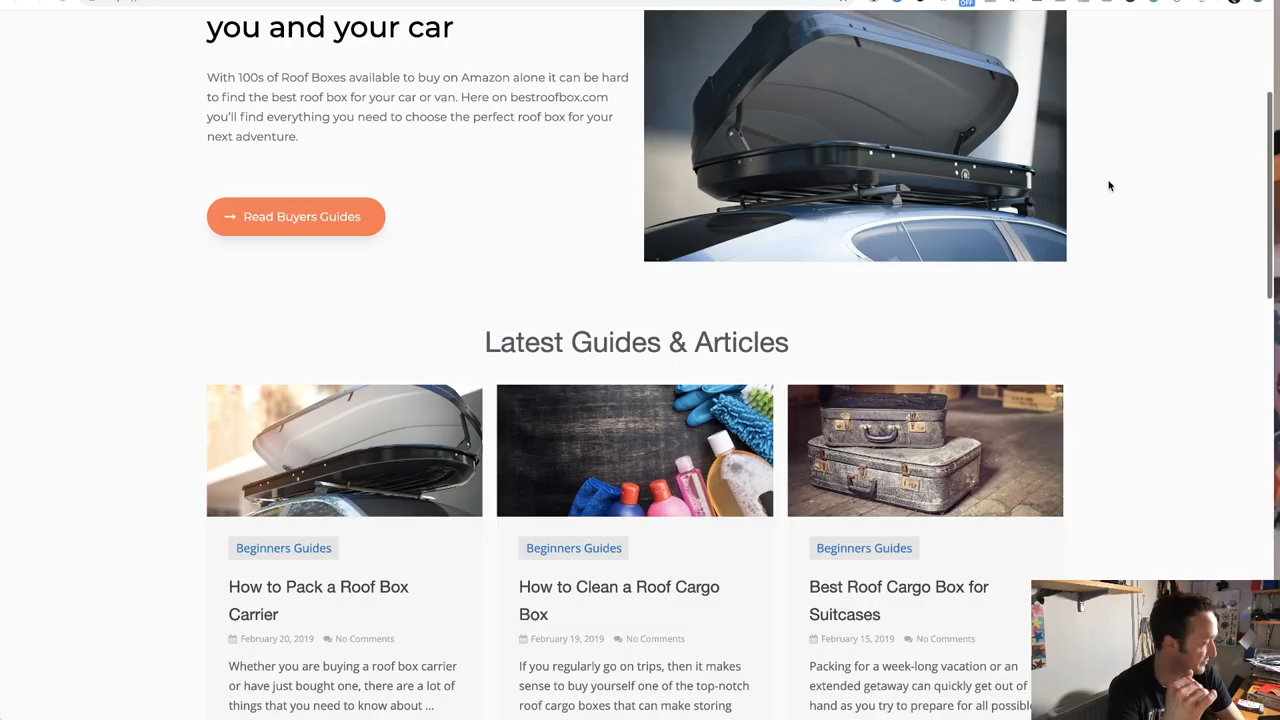 OFF
you and your car
With 100s of Roof Boxes available to buy on Amazon alone it can be hard
to find the best roof box for your car or van. Here on bestroofbox.com
you'll find everything you need to choose the perfect roof box for your
next adventure.
Read Buyers Guides
Latest Guides & Articles
Beginners Guides
How to Pack a Roof Box
Carrier
February 20, 2019 No Comments
Whether you are buying a roof box carrier
or have just bought one, there are a lot of
things that you need to know about ...
Beginners Guides
How to Clean a Roof Cargo
Box
February 19, 2019 No Comments
If you regularly go on trips, then it makes
sense to buy yourself one of the top-notch
roof cargo boxes that can make storing
Beginners Guides
Best Roof Cargo Box for
Suitcases
February 15, 2019 No Comments
Packing for a week-long vacation or an
extended getaway can quickly get out of
hand as you try to prepare for all possible